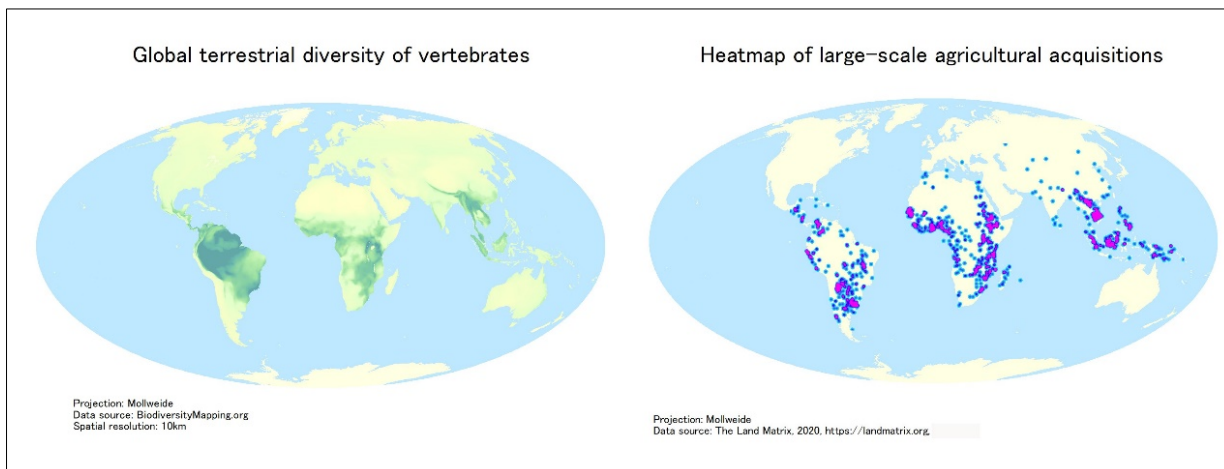 Global terrestrial diversity of vertebrates
Projection: Mollweide
Data source: BiodiversityMapping.org
Spatial resolution: 10km
Heatmap of large-scale agricultural acquisitions
Projection: Mollweide
Data source: The Land Matrix, 2020, https://landmatrix.org,